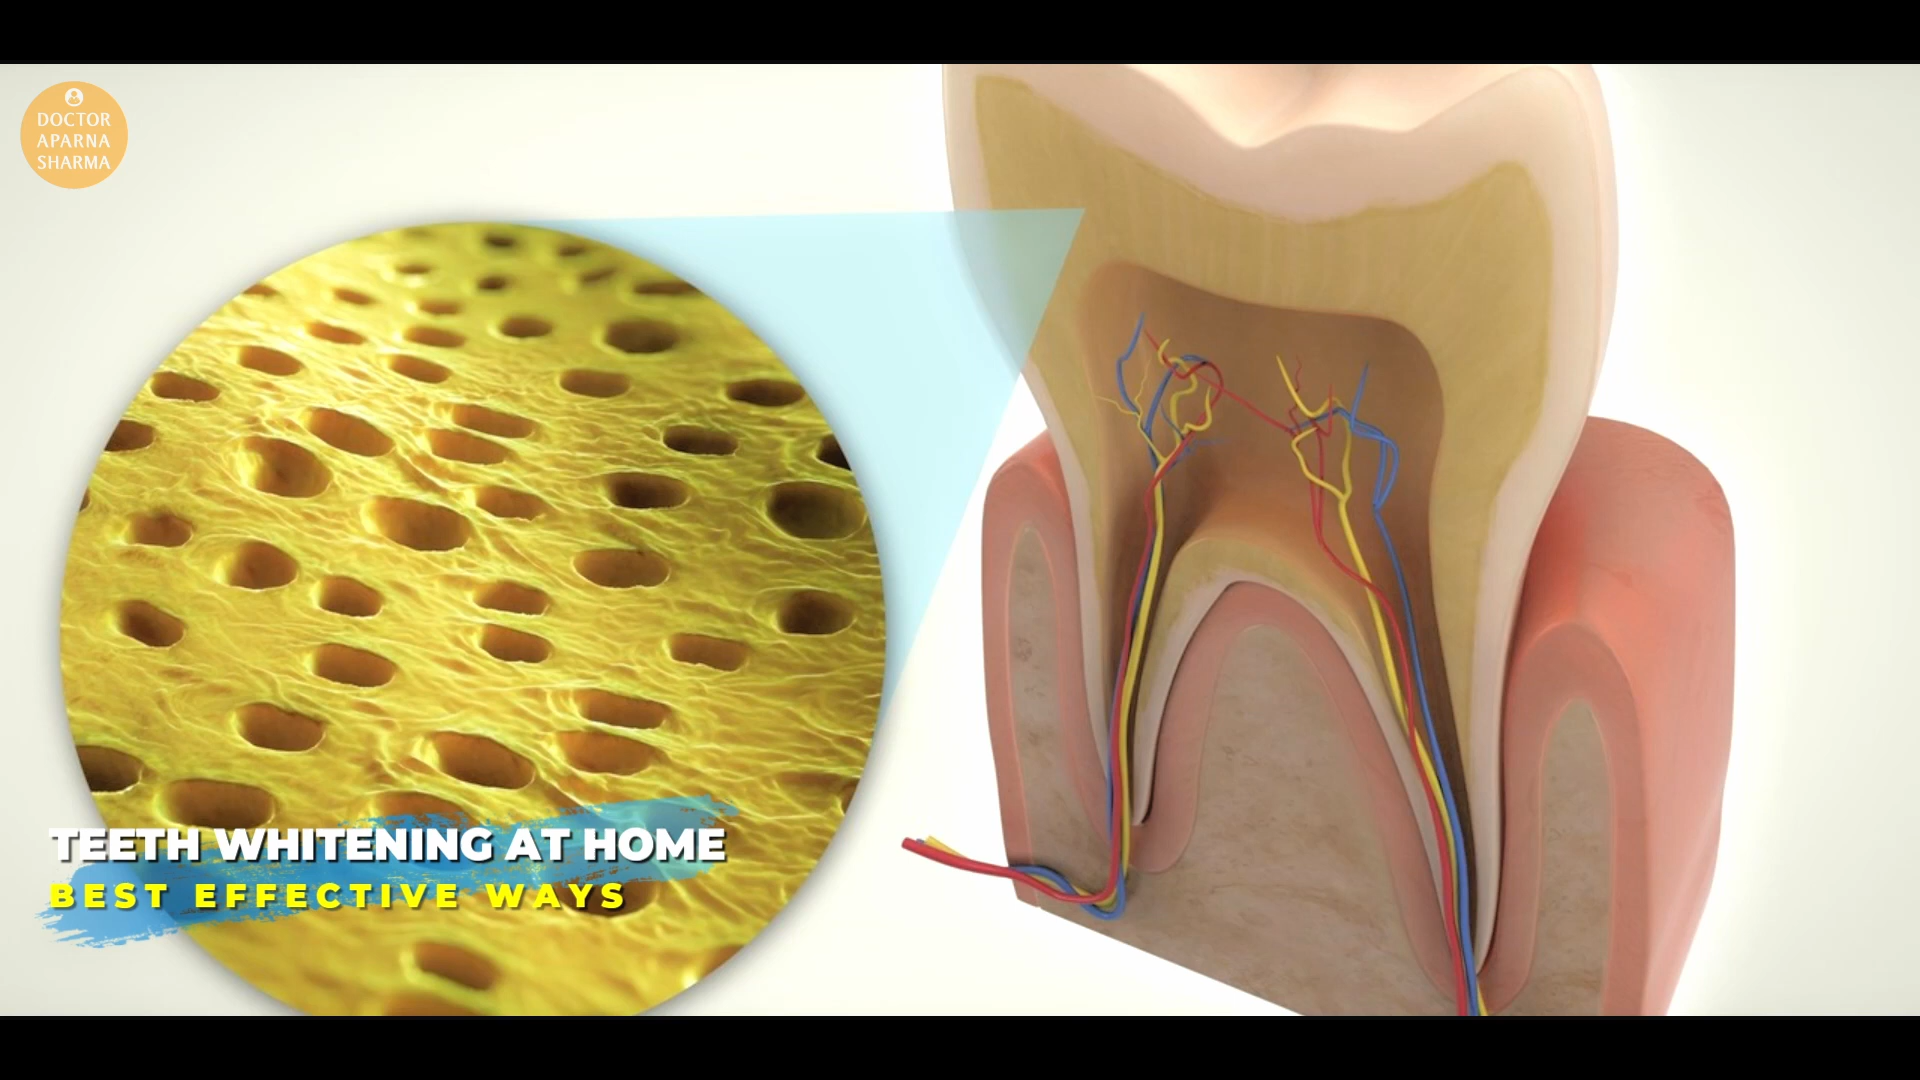 DOCTOR
APARNA
SHARMA
TEETH WHITENING AT HOME
BEST EFFECTIVE WAYS